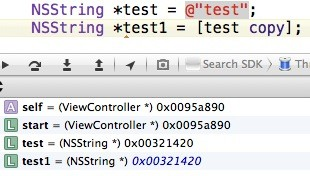 NSString *test = @"test";
NSString *test1 = [test copy];
Search SDK Thr
A self = (ViewController *) 0x0095a890
L start = (ViewController *) 0x0095a890
L test = (NSString *) 0x00321420
L test1 = (NSString *) 0x00321420